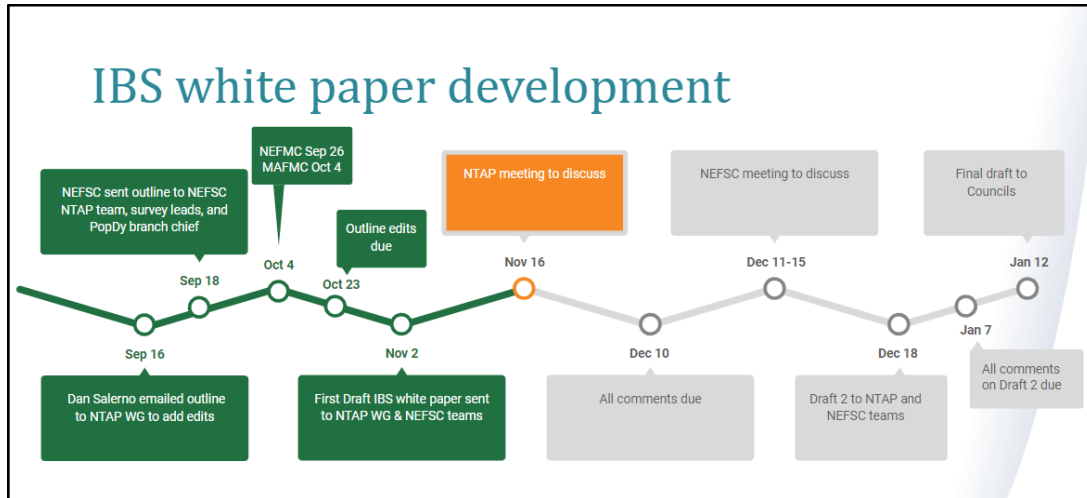 IBS white paper development
NEFSC sent outline to NEFSC
NTAP team, survey leads, and
PopDy branch chief
Sep 18
NEFMC Sep 26
MAFMC Oct 4
Oct 4
Outline edits
due
Oct 23
NTAP meeting to discuss
Nov 16
NEFSC meeting to discuss
Dec 11-15
Final draft to
Councils
Jan 12
Sep 16
Dan Salerno emailed outline
to NTAP WG to add edits
Nov 2
First Draft IBS white paper sent
to NTAP WG & NEFSC teams
Dec 10
All comments due
Dec 18
Draft 2 to NTAP and
NEFSC teams
Jan 7
All comments
on Draft 2 due